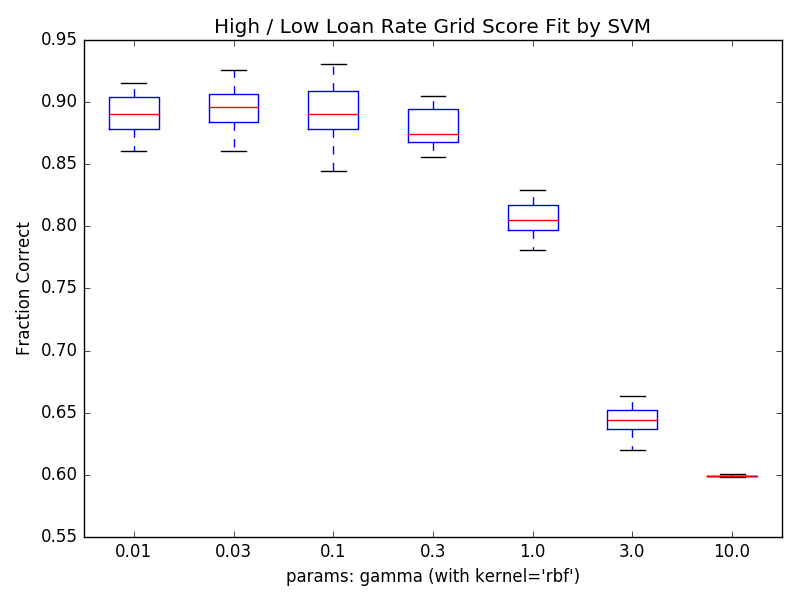 High / Low Loan Rate Grid Score Fit by SVM
0.95
0.90
0.85
0.80
0.75
0.70
0.65
0.60
0.55
Fraction Correct
0.01 0.03 0.1 0.3 1.0 3.0 10.0
params: gamma (with kernel='rbf')